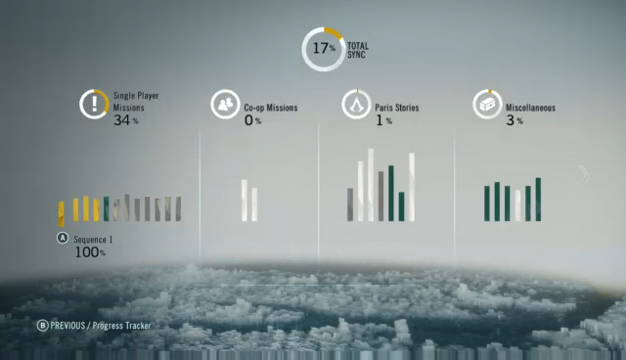 17%
TOTAL
SYNC
Single Player
Missions
34 %
Co-op Missions
0 %
Paris Stories
1 %
Miscellaneous
3 %
A Sequence 1
100%
B PREVIOUS / Progress Tracker